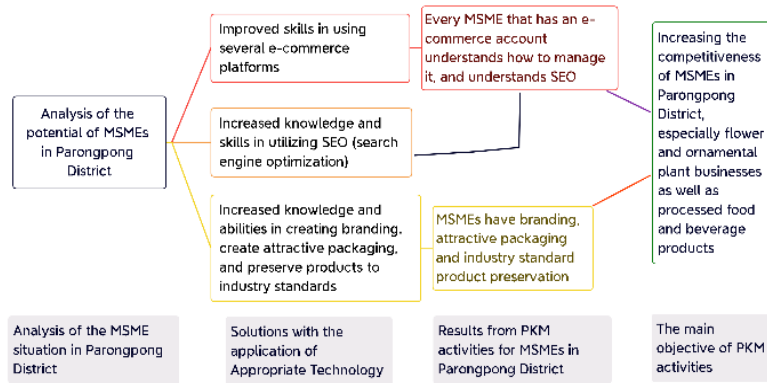 Analysis of the
potential of MSMEs
in Parongpong
District
Improved skills in using
several e-commerce
platforms
Increased knowledge and
skills in utilizing SEO (search
engine optimization)
Increased knowledge and
abilities in creating branding.
create attractive packaging,
and preserve products to
industry standards
Every MSME that has an e-
commerce account
understands how to manage
it, and understands SEO
MSMEs have branding,
attractive packaging
and industry standard
product preservation
Increasing the
competitiveness
of MSMEs in
Parongpong
District,
especially flower
and ornamental
plant businesses
as well as
processed food
and beverage
products
Analysis of the MSME
situation in Parongpong
District
Solutions with the
application of
Appropriate Technology
Results from PKM
activities for MSMEs in
Parongpong District
The main
objective of PKM
activities